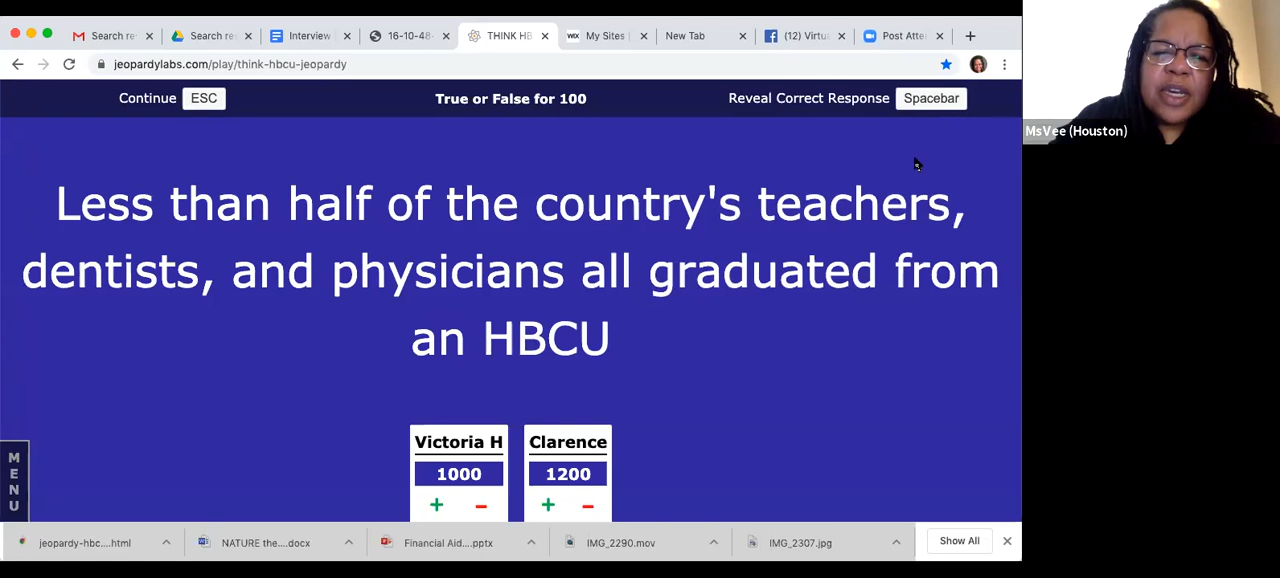 Search re
Search re
Interview
16-10-48-
THINK HB
WIX My Sites
New Tab
(12) Virtu
Post Atte
jeopardylabs.com/play/think-hbcu-jeopardy
Continue ESC
True or False for 100
Reveal Correct Response Spacebar
MsVee (Houston)
Less than half of the country's teachers,
dentists, and physicians all graduated from
an HBCU
Victoria H
Clarence
1000
1200
+ − + −
MENU
jeopardy-hbc....html
NATURE the....docx
Financial Aid....pptx
IMG_2290.mov
IMG_2307.jpg
Show All